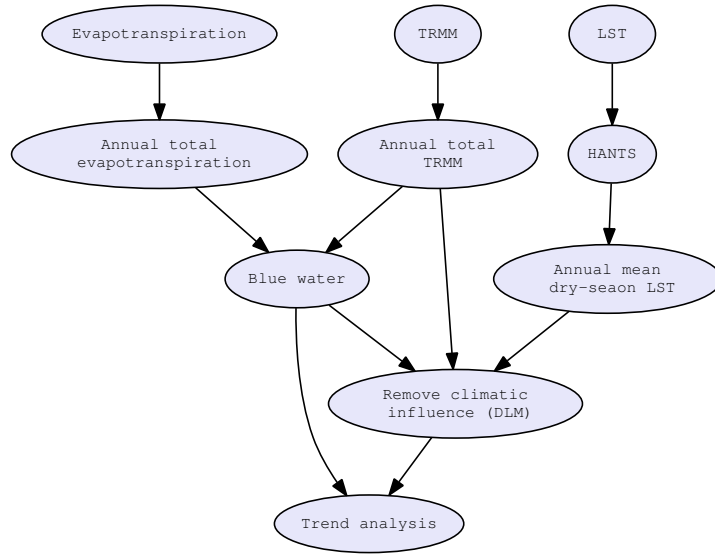 Evapotranspiration
TRMM
LST
Annual total
evapotranspiration
Annual total
TRMM
HANTS
Blue water
Annual mean
dry-seaon LST
Remove climatic
influence (DLM)
Trend analysis